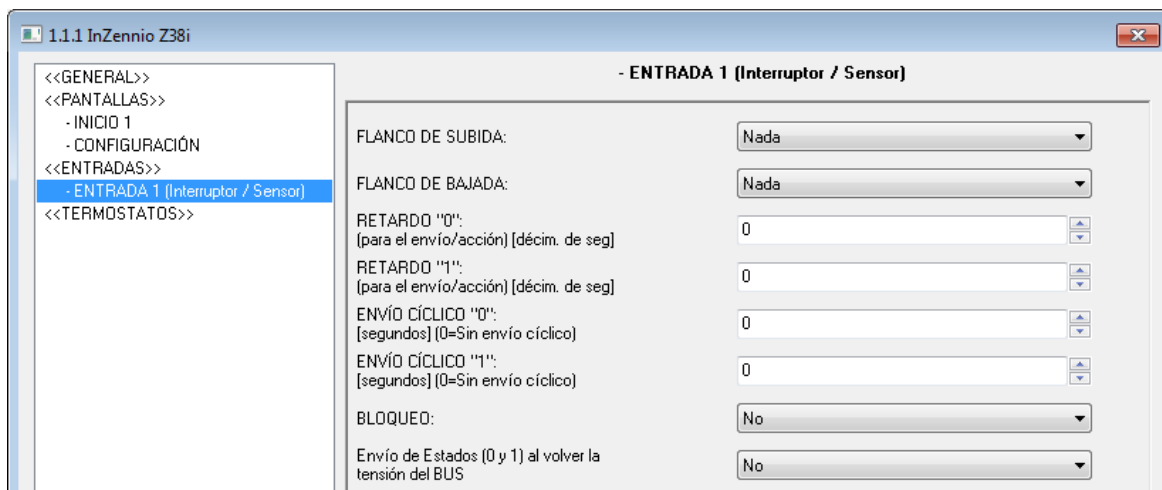 1.1.1 InZennio Z38i
<<GENERAL>>
<<PANTALLAS>>
- INICIO 1
- CONFIGURACIÓN
<<ENTRADAS>>
- ENTRADA 1 (Interruptor / Sensor)
<<TERMOSTATOS>>
- ENTRADA 1 (Interruptor / Sensor)
FLANCO DE SUBIDA: Nada
FLANCO DE BAJADA: Nada
RETARDO "0":
(para el envío/acción) [décim. de seg] 0
RETARDO "1":
(para el envío/acción) [décim. de seg] 0
ENVÍO CÍCLICO "0":
[segundos] (0=Sin envío cíclico) 0
ENVÍO CÍCLICO "1":
[segundos] (0=Sin envío cíclico) 0
BLOQUEO: No
Envío de Estados (0 y 1) al volver la
tensión del BUS No